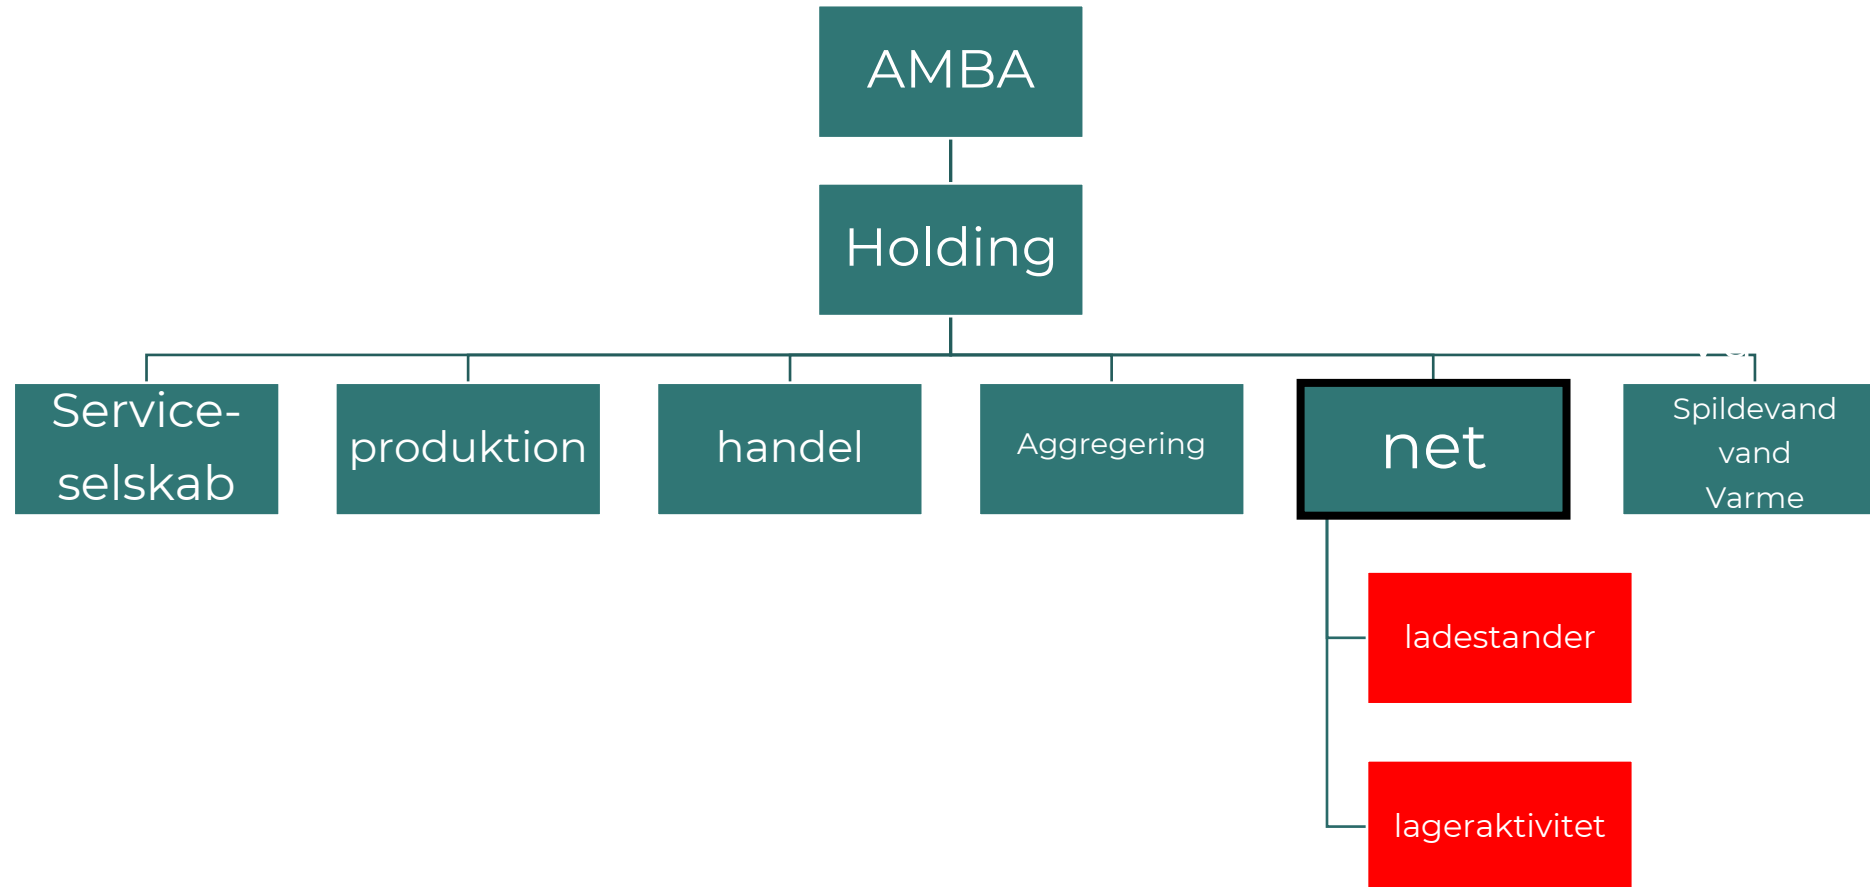 AMBA
Holding
Service-
selskab
produktion
handel
Aggregering
net
Spildevand
vand
Varme
ladestander
lageraktivitet